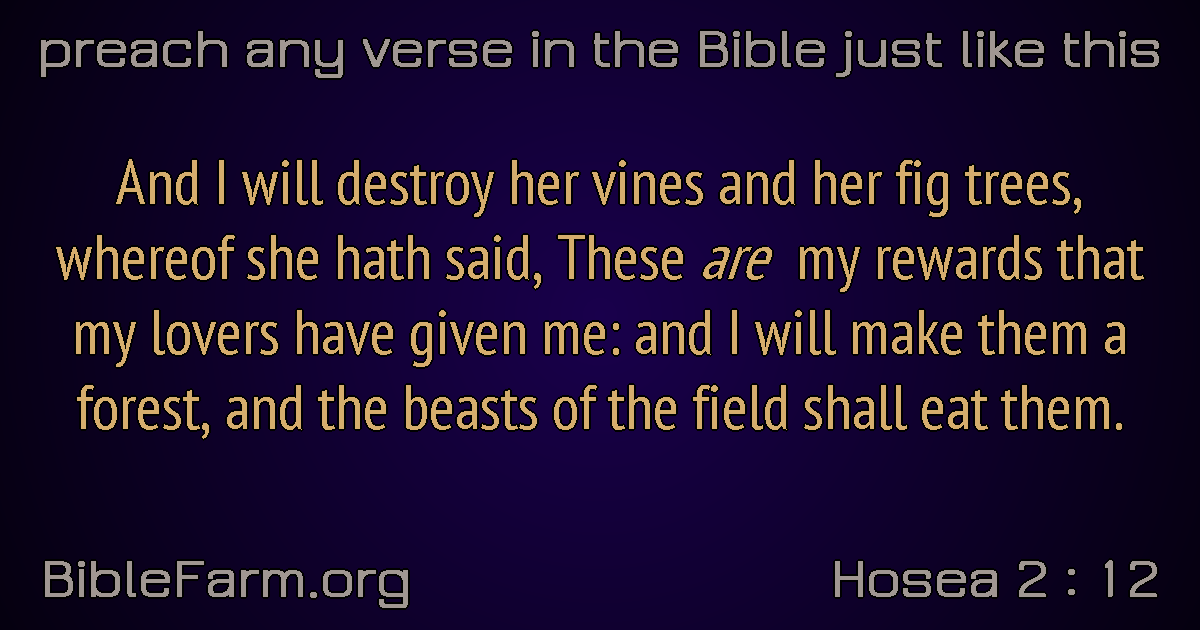 preach any verse in the Bible just like this
And I will destroy her vines and her fig trees,
whereof she hath said, These are my rewards that
my lovers have given me: and I will make them a
forest, and the beasts of the field shall eat them.
BibleFarm.org
Hosea 2 : 12